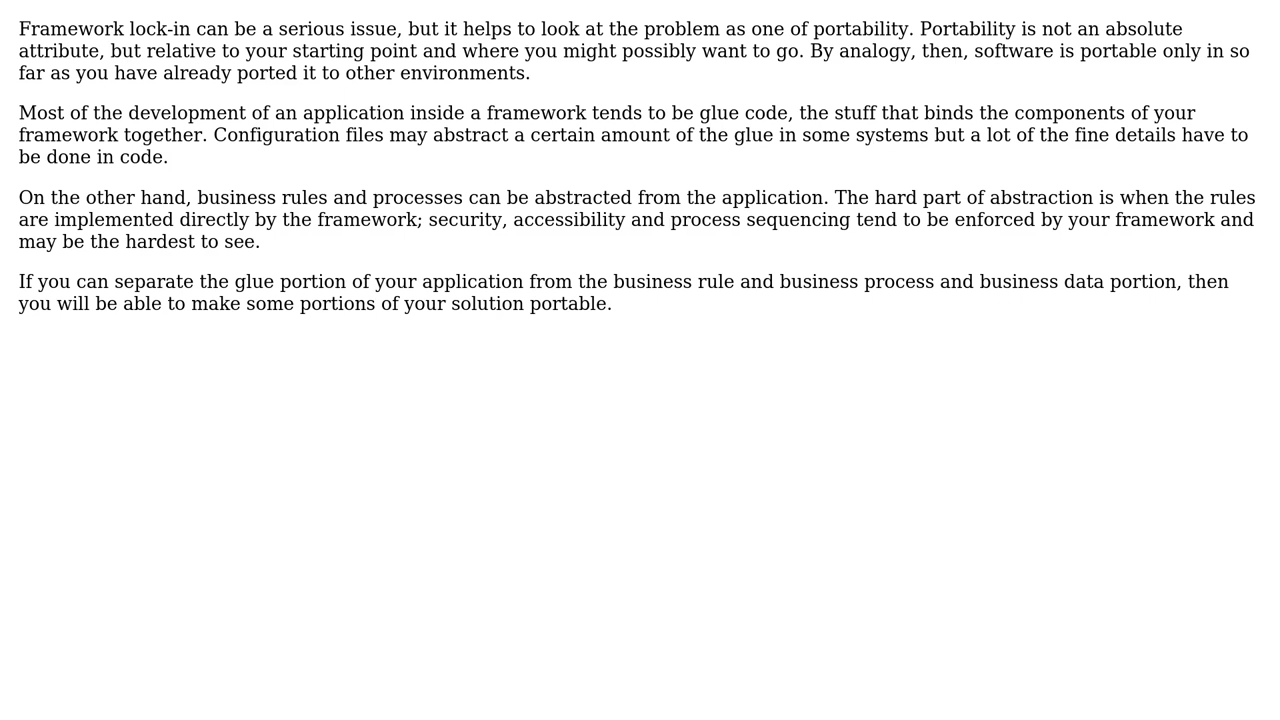 Framework lock-in can be a serious issue, but it helps to look at the problem as one of portability. Portability is not an absolute
attribute, but relative to your starting point and where you might possibly want to go. By analogy, then, software is portable only in so
far as you have already ported it to other environments.
Most of the development of an application inside a framework tends to be glue code, the stuff that binds the components of your
framework together. Configuration files may abstract a certain amount of the glue in some systems but a lot of the fine details have to
be done in code.
On the other hand, business rules and processes can be abstracted from the application. The hard part of abstraction is when the rules
are implemented directly by the framework; security, accessibility and process sequencing tend to be enforced by your framework and
may be the hardest to see.
If you can separate the glue portion of your application from the business rule and business process and business data portion, then
you will be able to make some portions of your solution portable.